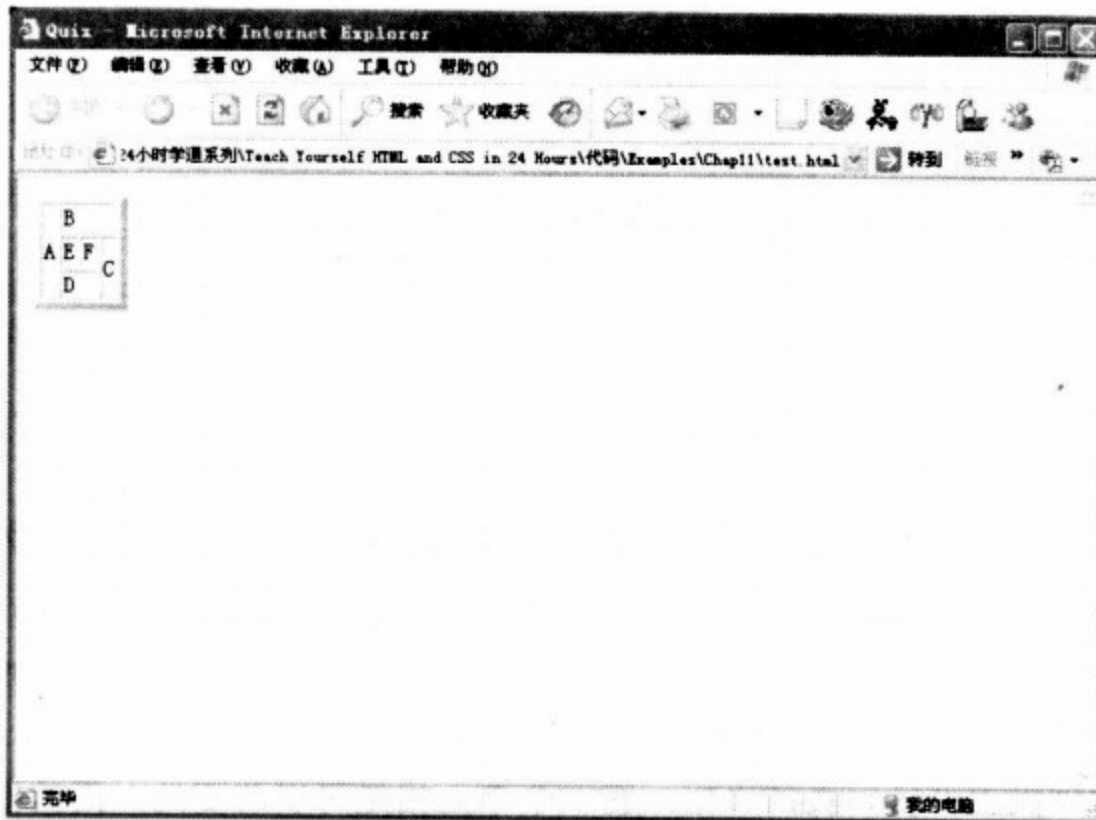 Quix - Microsoft Internet Explorer
文件(F) 编辑(E) 查看(V) 收藏(A) 工具(T) 帮助(H)
搜索 收藏夹
24小时学通系列\Teach Yourself HTML and CSS in 24 Hours\代码\Examples\Chap11\test.html 转到 链接 »
B
A E F C
D
完毕 我的电脑